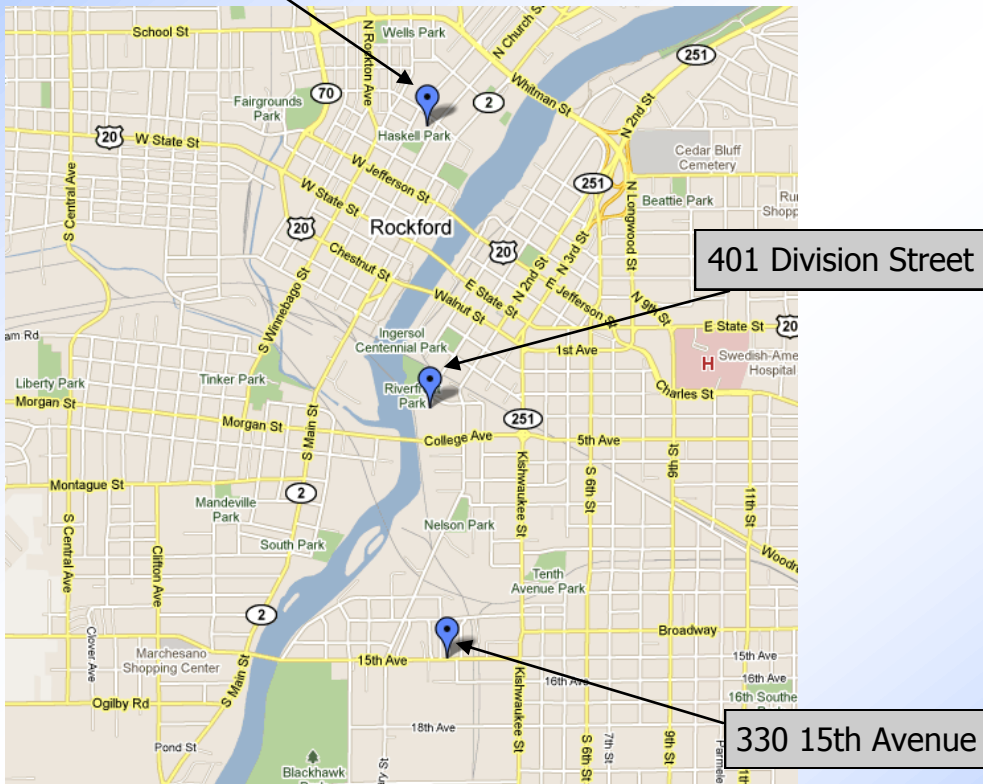 School St
Wells Park
N Church St
N Rockton Ave
251
70
Whitman St
Fairgrounds
Park
2
N 2nd St
Haskell Park
20
W State St
Cedar Bluff
Cemetery
S Central Ave
W Jefferson St
251
N Longwood St
Beattie Park
W State St
20
Rockford
20
401 Division Street
Chestnut St
N 2nd St
N 3rd St
E State St
E Jefferson St
N 9th St
Walnut St
S Winnebago St
E State St
20
Ingersol
Centennial Park
1st Ave
H
Hospital
Liberty Park
Tinker Park
Park
Charles St
Morgan St
Morgan St
S Main St
251
College Ave
5th Ave
Montague St
2
Kishwaukee St
S 6th St
9th St
11th St
Mandeville
Park
Nelson Park
S Central Ave
Clifton Ave
South Park
Tenth
Avenue Park
2
Broadway
Clover Ave
Marchesano
Shopping Center
15th Ave
15th Ave
S Main St
Kishwaukee St
16th Ave
16th Ave
Ogilby Rd
18th Ave
S 6th St
7th St
9th St
330 15th Avenue
Pond St
Blackhawk